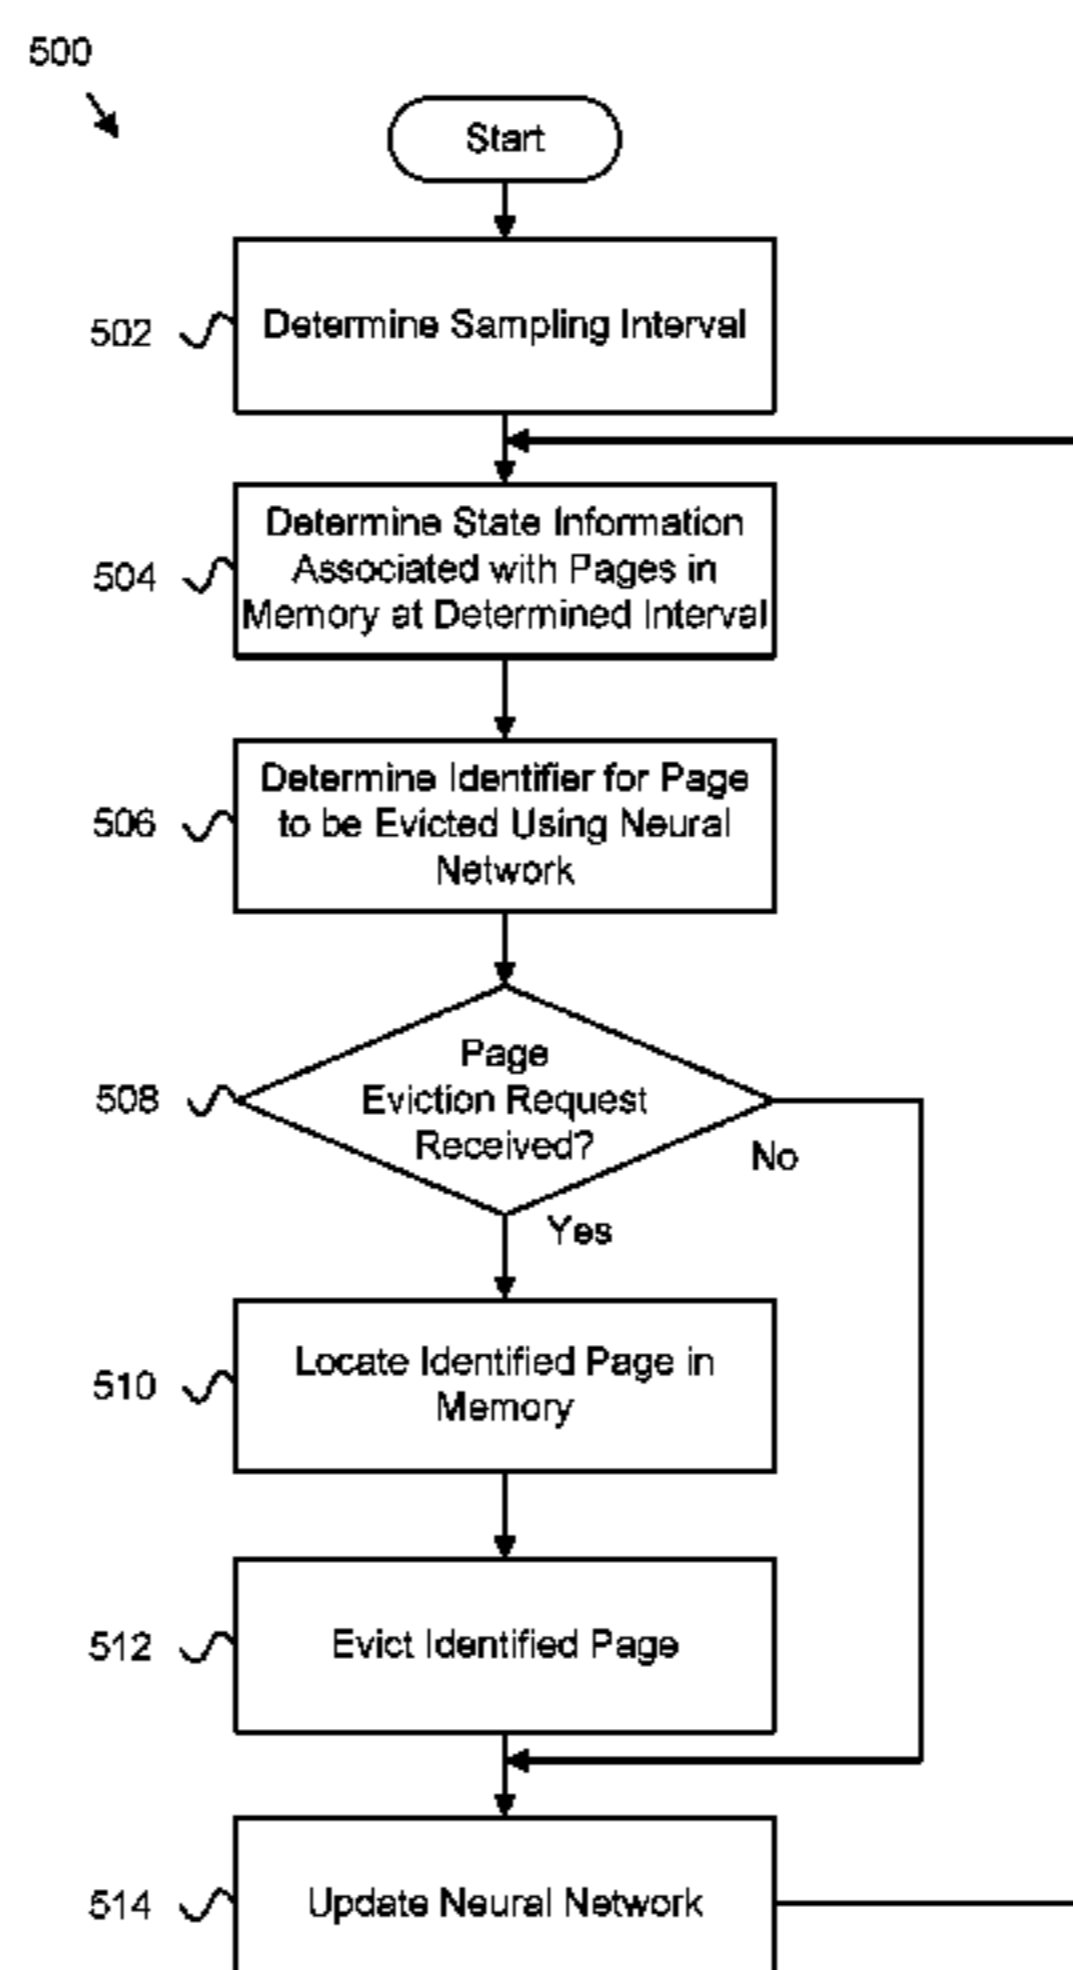 500
Start
502
Determine Sampling Interval
504
Determine State Information
Associated with Pages in
Memory at Determined Interval
506
Determine Identifier for Page
to be Evicted Using Neural
Network
508
Page
Eviction Request
Received?
No
Yes
510
Locate Identified Page in
Memory
512
Evict Identified Page
514
Update Neural Network